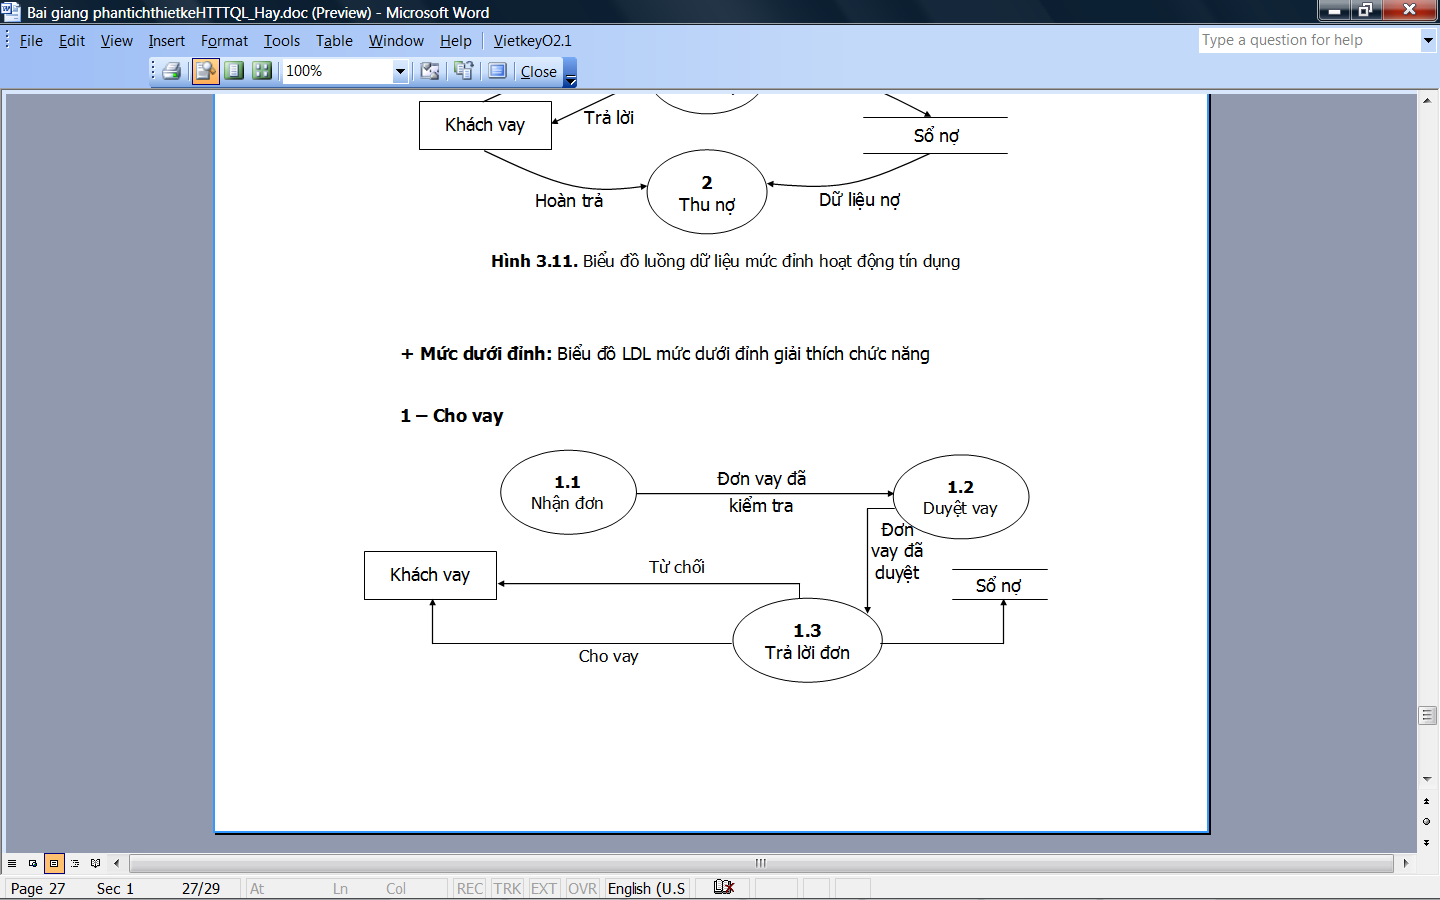 Bai giang phantichthietkeHTTTQL_Hay.doc (Preview) - Microsoft Word
File Edit View Insert Format Tools Table Window Help VietkeyO2.1
Type a question for help
100%
Close
Khách vay
Trả lời
Sổ nợ
2
Thu nợ
Hoàn trả
Dữ liệu nợ
Hình 3.11. Biểu đồ luồng dữ liệu mức đỉnh hoạt động tín dụng
+ Mức dưới đỉnh: Biểu đồ LDL mức dưới đỉnh giải thích chức năng
1 – Cho vay
1.1
Nhận đơn
Đơn vay đã
kiểm tra
1.2
Duyệt vay
Đơn
vay đã
duyệt
Khách vay
Từ chối
Sổ nợ
1.3
Trả lời đơn
Cho vay
Page 27 Sec 1 27/29 At Ln Col REC TRK EXT OVR English (U.S